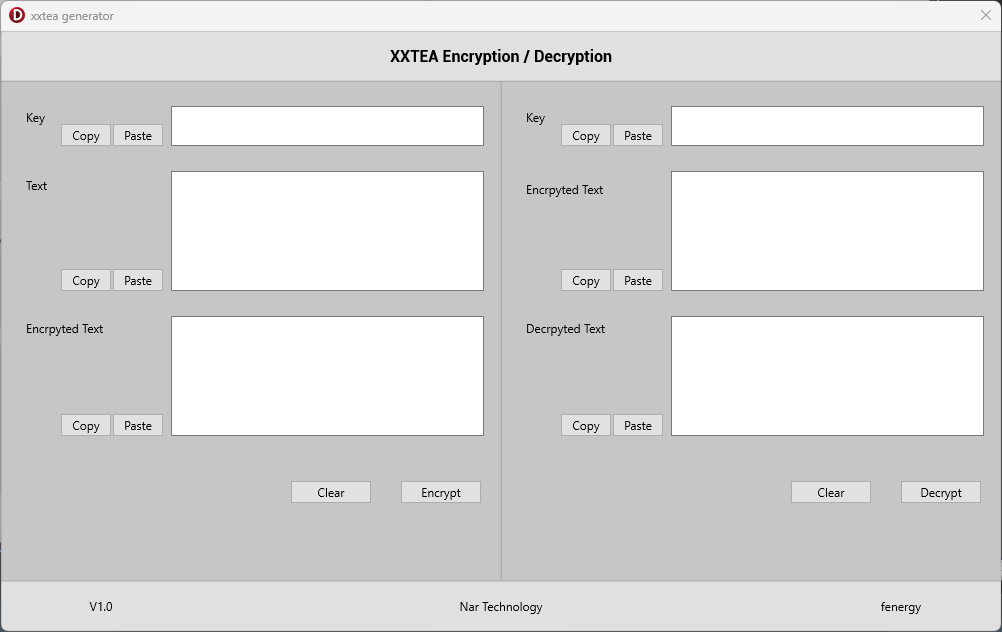 D xxtea generator
XXTEA Encryption / Decryption
Key
Copy Paste
Text
Copy Paste
Encrpyted Text
Copy Paste
Clear Encrypt
Key
Copy Paste
Encrpyted Text
Copy Paste
Decrpyted Text
Copy Paste
Clear Decrypt
V1.0 Nar Technology fenergy